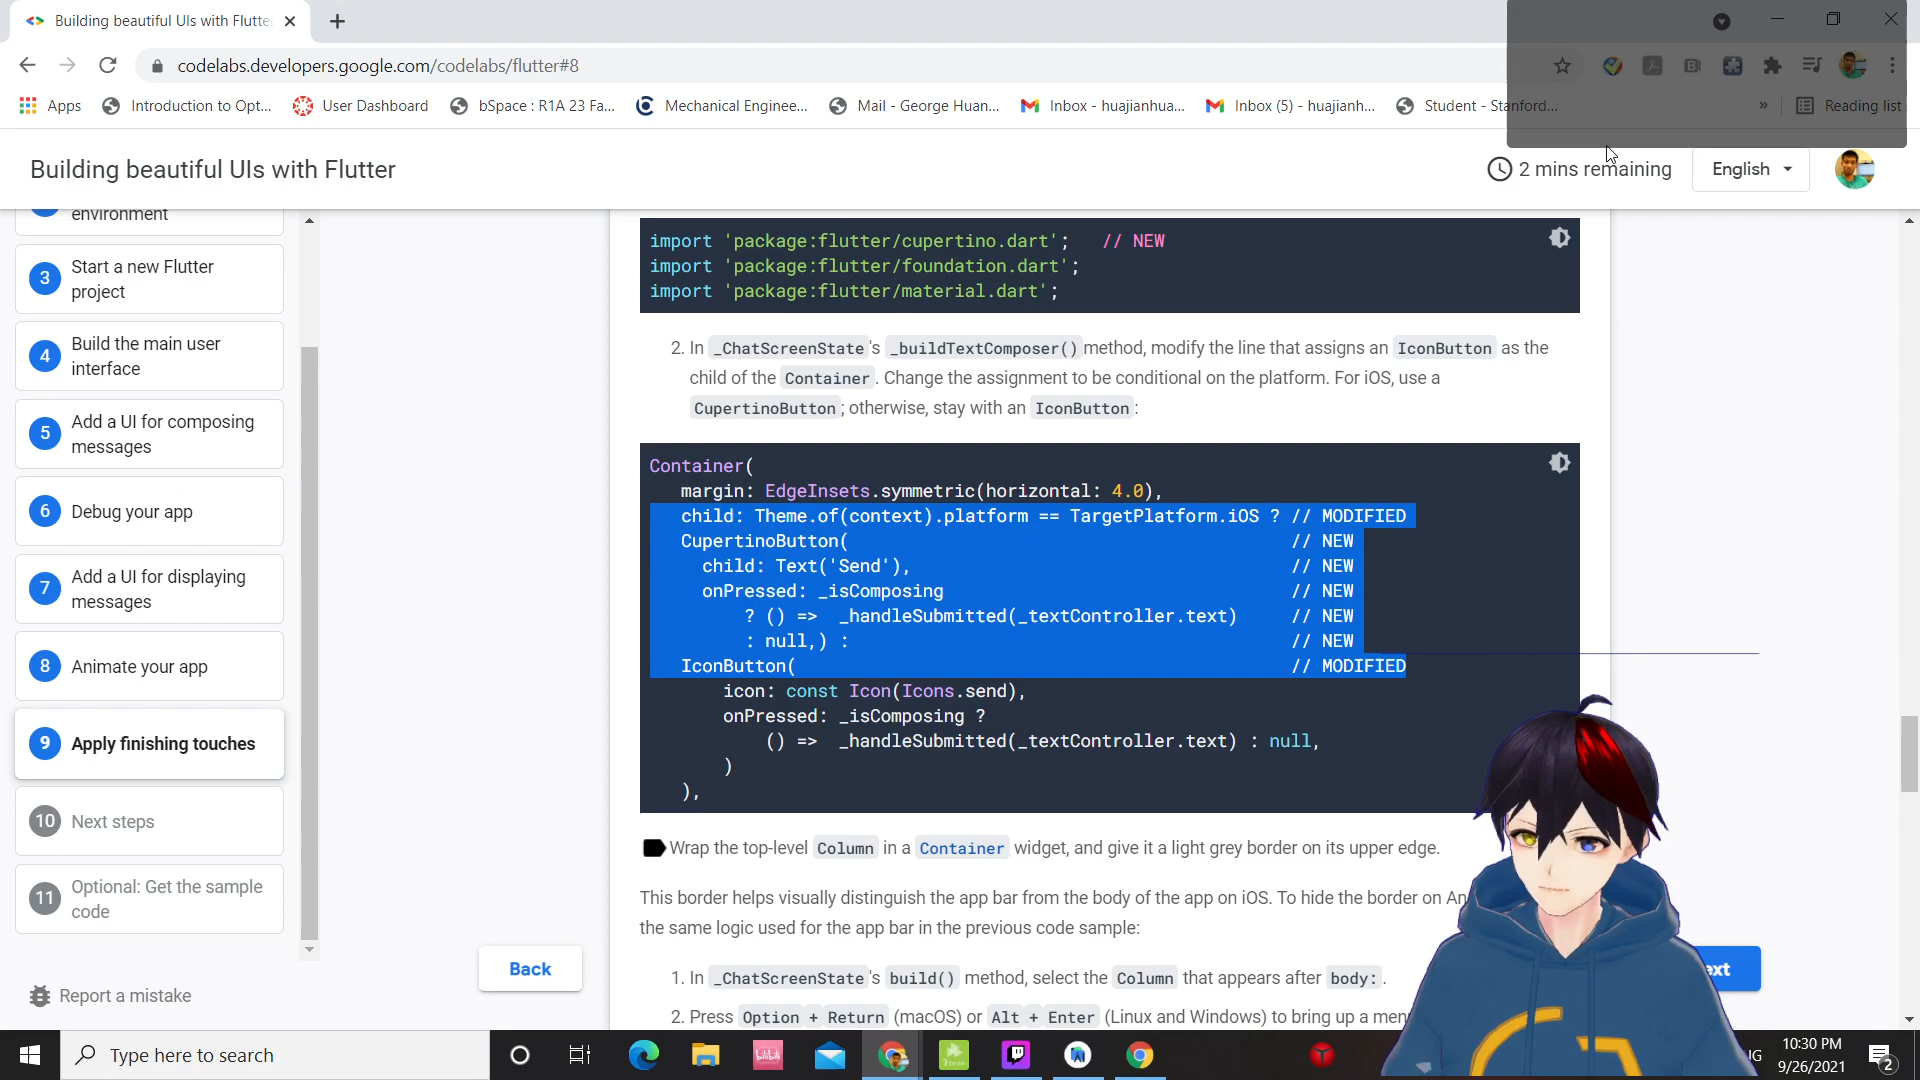 Building beautiful UIs with Flutte
codelabs.developers.google.com/codelabs/flutter#8
Apps
Introduction to Opt...
User Dashboard
bSpace : R1A 23 Fa...
Mechanical Enginee...
Mail - George Huan...
Inbox - huajianhua...
Inbox (5) - huajianh...
Student - Stanford...
»
Reading list
Building beautiful UIs with Flutter
2 mins remaining
English
environment
3 Start a new Flutter
project
4 Build the main user
interface
5 Add a UI for composing
messages
6 Debug your app
7 Add a UI for displaying
messages
8 Animate your app
9 Apply finishing touches
10 Next steps
11 Optional: Get the sample
code
Report a mistake
import 'package:flutter/cupertino.dart';   // NEW
import 'package:flutter/foundation.dart';
import 'package:flutter/material.dart';
2. In _ChatScreenState's _buildTextComposer() method, modify the line that assigns an IconButton as the
child of the Container. Change the assignment to be conditional on the platform. For iOS, use a
CupertinoButton; otherwise, stay with an IconButton:
Container(
margin: EdgeInsets.symmetric(horizontal: 4.0),
child: Theme.of(context).platform == TargetPlatform.iOS ? // MODIFIED
CupertinoButton( // NEW
child: Text('Send'), // NEW
onPressed: _isComposing // NEW
? () =>  _handleSubmitted(_textController.text) // NEW
: null,) : // NEW
IconButton( // MODIFIED
icon: const Icon(Icons.send),
onPressed: _isComposing ?
() =>  _handleSubmitted(_textController.text) : null,
)
),
Wrap the top-level Column in a Container widget, and give it a light grey border on its upper edge.
This border helps visually distinguish the app bar from the body of the app on iOS. To hide the border on An
the same logic used for the app bar in the previous code sample:
1. In _ChatScreenState's build() method, select the Column that appears after body:.
2. Press Option + Return (macOS) or Alt + Enter (Linux and Windows) to bring up a men
Back
ext
Type here to search
IG
10:30 PM
9/26/2021
2